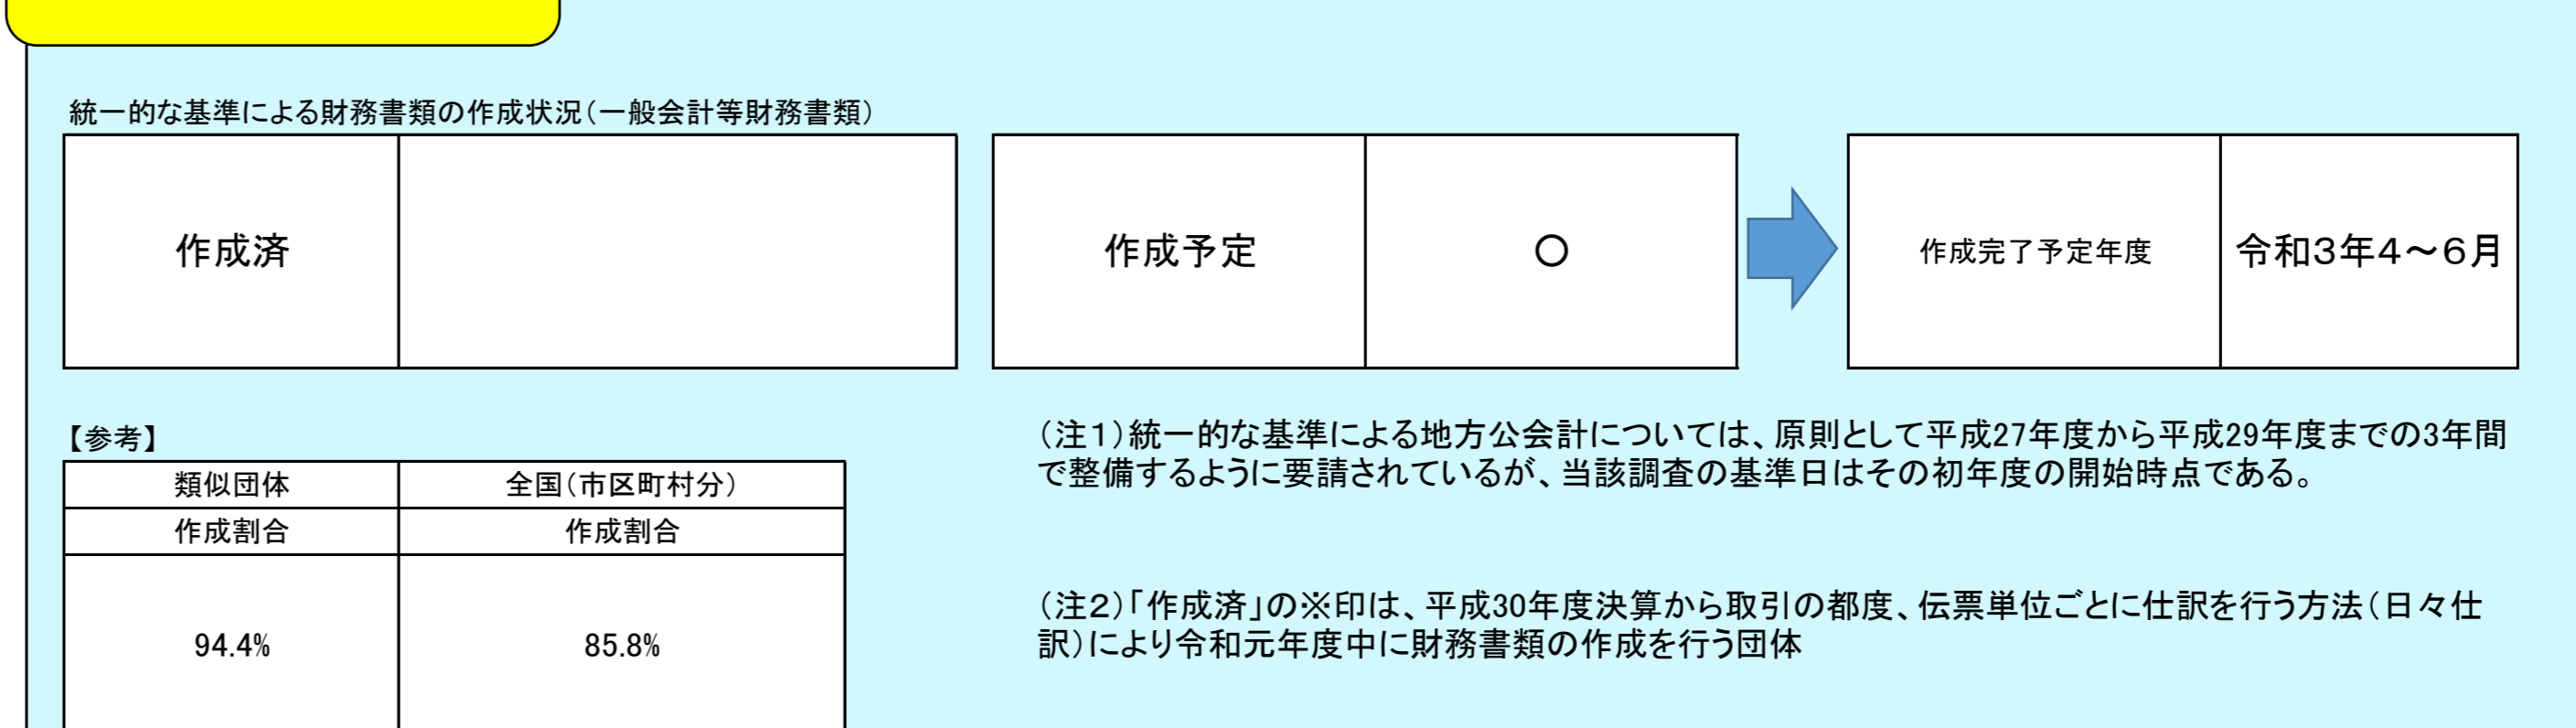 統一的な基準による財務書類の作成状況（一般会計等財務書類）
作成済
作成予定
〇
作成完了予定年度
令和３年４～６月
【参考】
類似団体
全国（市区町村分）
作成割合
作成割合
94.4%
85.8%
（注１）統一的な基準による地方公会計については、原則として平成27年度から平成29年度までの3年間
で整備するように要請されているが、当該調査の基準日はその初年度の開始時点である。
（注２）「作成済」の※印は、平成30年度決算から取引の都度、伝票単位ごとに仕訳を行う方法（日々仕
訳）により令和元年度中に財務書類の作成を行う団体